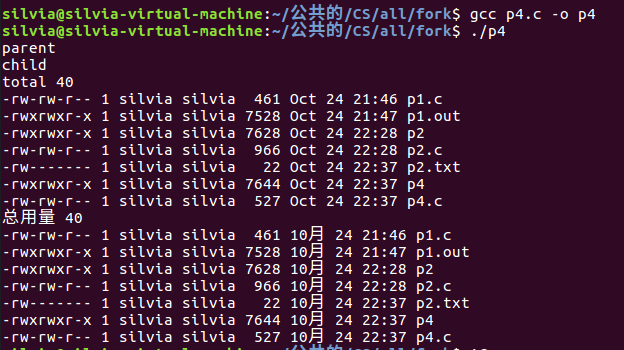 silvia@silvia-virtual-machine:~/公共的/CS/all/fork$ gcc p4.c -o p4
silvia@silvia-virtual-machine:~/公共的/CS/all/fork$ ./p4
parent
child
total 40
-rw-rw-r-- 1 silvia silvia  461 Oct 24 21:46 p1.c
-rwxrwxr-x 1 silvia silvia 7528 Oct 24 21:47 p1.out
-rwxrwxr-x 1 silvia silvia 7628 Oct 24 22:28 p2
-rw-rw-r-- 1 silvia silvia  966 Oct 24 22:28 p2.c
-rw------- 1 silvia silvia   22 Oct 24 22:37 p2.txt
-rwxrwxr-x 1 silvia silvia 7644 Oct 24 22:37 p4
-rw-rw-r-- 1 silvia silvia  527 Oct 24 22:37 p4.c
总用量 40
-rw-rw-r-- 1 silvia silvia  461 10月 24 21:46 p1.c
-rwxrwxr-x 1 silvia silvia 7528 10月 24 21:47 p1.out
-rwxrwxr-x 1 silvia silvia 7628 10月 24 22:28 p2
-rw-rw-r-- 1 silvia silvia  966 10月 24 22:28 p2.c
-rw------- 1 silvia silvia   22 10月 24 22:37 p2.txt
-rwxrwxr-x 1 silvia silvia 7644 10月 24 22:37 p4
-rw-rw-r-- 1 silvia silvia  527 10月 24 22:37 p4.c